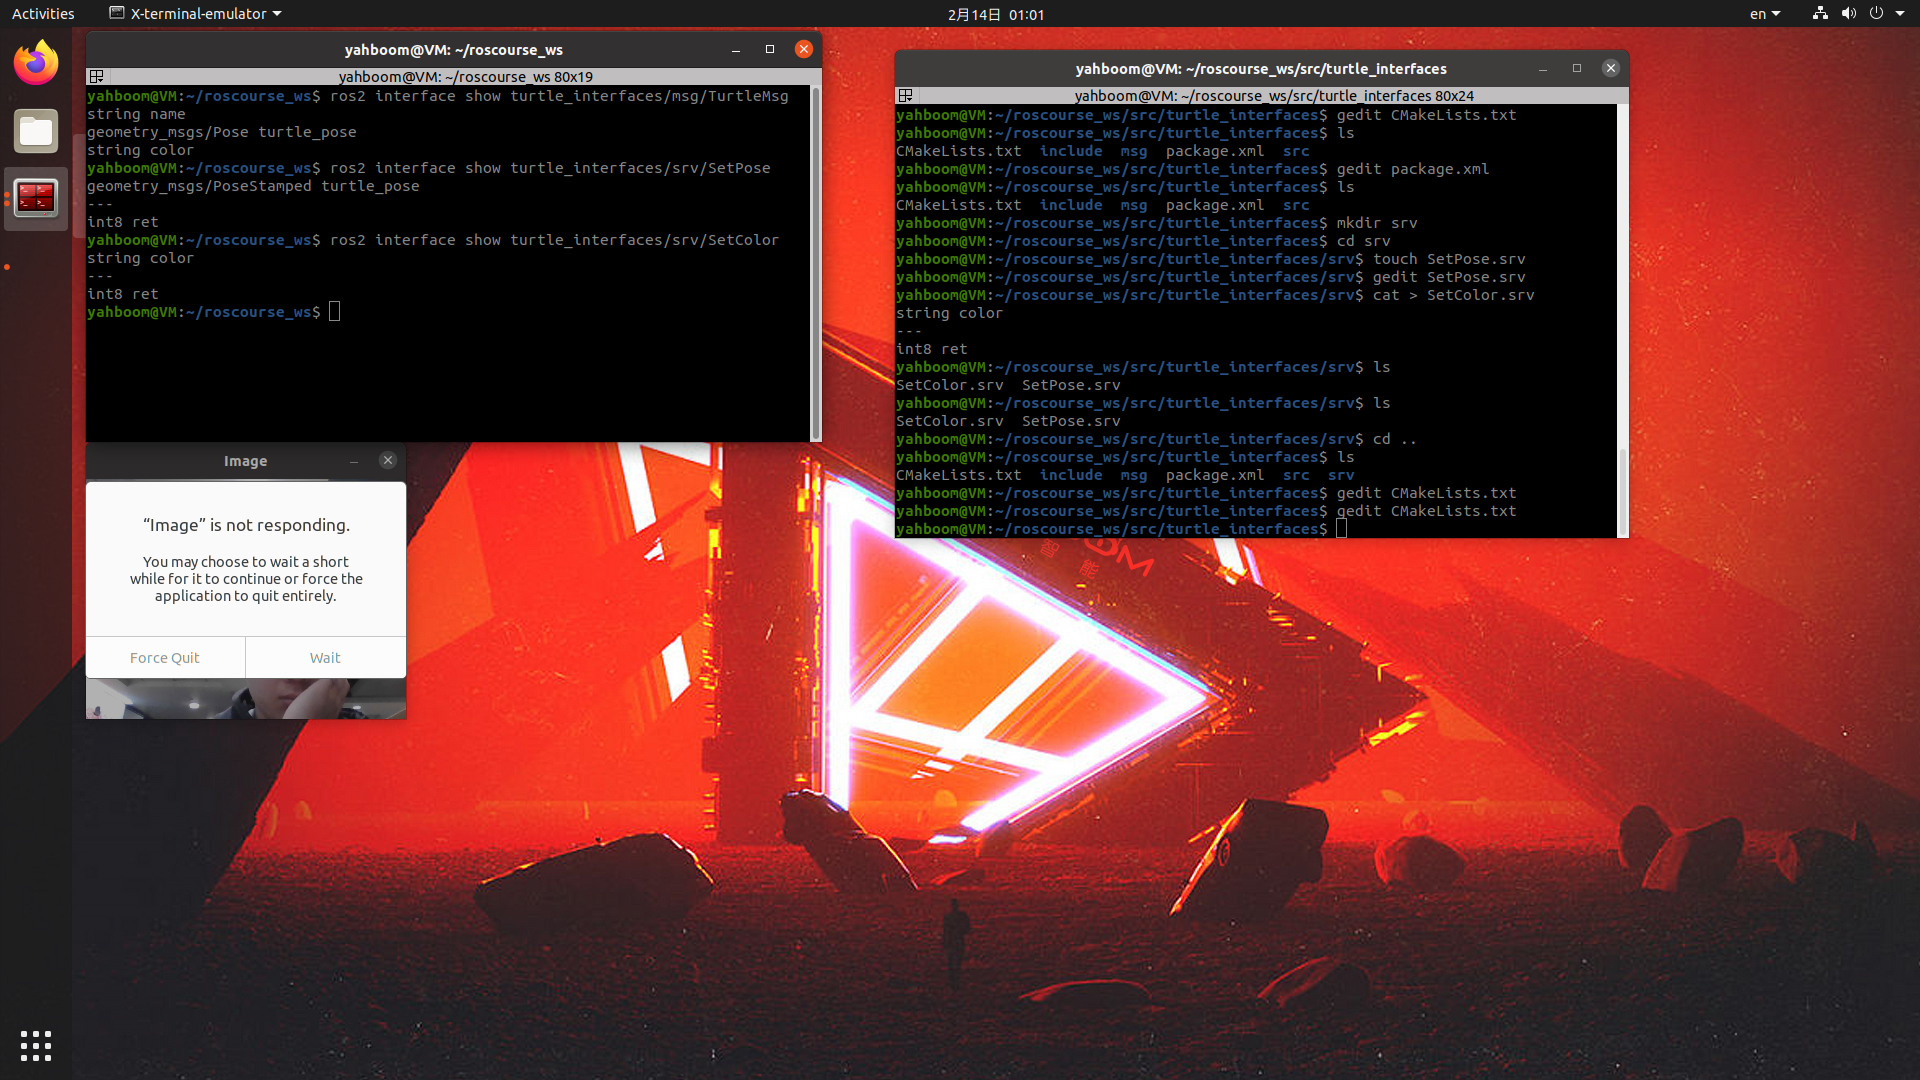 Activities
X-terminal-emulator
2月14日 01:01
en
yahboom@VM: ~/roscourse_ws
yahboom@VM: ~/roscourse_ws 80x19
yahboom@VM:~/roscourse_ws$ ros2 interface show turtle_interfaces/msg/TurtleMsg
string name
geometry_msgs/Pose turtle_pose
string color
yahboom@VM:~/roscourse_ws$ ros2 interface show turtle_interfaces/srv/SetPose
geometry_msgs/PoseStamped turtle_pose
---
int8 ret
yahboom@VM:~/roscourse_ws$ ros2 interface show turtle_interfaces/srv/SetColor
string color
---
int8 ret
yahboom@VM:~/roscourse_ws$
Image
“Image” is not responding.
You may choose to wait a short
while for it to continue or force the
application to quit entirely.
Force Quit
Wait
yahboom@VM: ~/roscourse_ws/src/turtle_interfaces
yahboom@VM: ~/roscourse_ws/src/turtle_interfaces 80x24
yahboom@VM:~/roscourse_ws/src/turtle_interfaces$ gedit CMakeLists.txt
yahboom@VM:~/roscourse_ws/src/turtle_interfaces$ ls
CMakeLists.txt  include  msg  package.xml  src
yahboom@VM:~/roscourse_ws/src/turtle_interfaces$ gedit package.xml
yahboom@VM:~/roscourse_ws/src/turtle_interfaces$ ls
CMakeLists.txt  include  msg  package.xml  src
yahboom@VM:~/roscourse_ws/src/turtle_interfaces$ mkdir srv
yahboom@VM:~/roscourse_ws/src/turtle_interfaces$ cd srv
yahboom@VM:~/roscourse_ws/src/turtle_interfaces/srv$ touch SetPose.srv
yahboom@VM:~/roscourse_ws/src/turtle_interfaces/srv$ gedit SetPose.srv
yahboom@VM:~/roscourse_ws/src/turtle_interfaces/srv$ cat > SetColor.srv
string color
---
int8 ret
yahboom@VM:~/roscourse_ws/src/turtle_interfaces/srv$ ls
SetColor.srv  SetPose.srv
yahboom@VM:~/roscourse_ws/src/turtle_interfaces/srv$ ls
SetColor.srv  SetPose.srv
yahboom@VM:~/roscourse_ws/src/turtle_interfaces/srv$ cd ..
yahboom@VM:~/roscourse_ws/src/turtle_interfaces$ ls
CMakeLists.txt  include  msg  package.xml  src  srv
yahboom@VM:~/roscourse_ws/src/turtle_interfaces$ gedit CMakeLists.txt
yahboom@VM:~/roscourse_ws/src/turtle_interfaces$ gedit CMakeLists.txt
yahboom@VM:~/roscourse_ws/src/turtle_interfaces$
智能